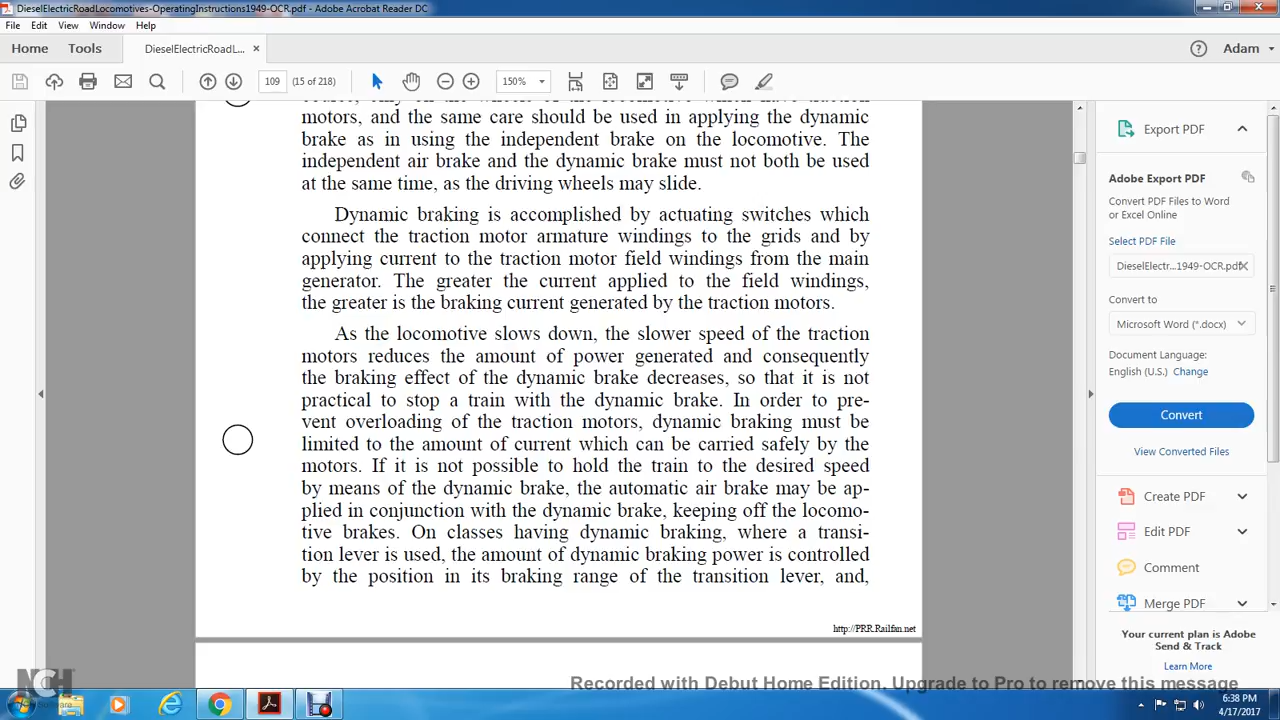 DieselElectricRoadLocomotives-OperatingInstructions1949-OCR.pdf - Adobe Acrobat Reader DC
File Edit View Window Help
Home Tools DieselElectricRoadL... × Adam
109 (15 of 218) 150%
motors, and the same care should be used in applying the dynamic
brake as in using the independent brake on the locomotive. The
independent air brake and the dynamic brake must not both be used
at the same time, as the driving wheels may slide.
Dynamic braking is accomplished by actuating switches which
connect the traction motor armature windings to the grids and by
applying current to the traction motor field windings from the main
generator. The greater the current applied to the field windings,
the greater is the braking current generated by the traction motors.
As the locomotive slows down, the slower speed of the traction
motors reduces the amount of power generated and consequently
the braking effect of the dynamic brake decreases, so that it is not
practical to stop a train with the dynamic brake. In order to pre-
vent overloading of the traction motors, dynamic braking must be
limited to the amount of current which can be carried safely by the
motors. If it is not possible to hold the train to the desired speed
by means of the dynamic brake, the automatic air brake may be ap-
plied in conjunction with the dynamic brake, keeping off the locomo-
tive brakes. On classes having dynamic braking, where a transi-
tion lever is used, the amount of dynamic braking power is controlled
by the position in its braking range of the transition lever, and,
http://PRR.Railfan.net
Export PDF
Adobe Export PDF
Convert PDF Files to Word
or Excel Online
Select PDF File
DieselElectr...1949-OCR.pdf
Convert to
Microsoft Word (*.docx)
Document Language:
English (U.S.) Change
Convert
View Converted Files
Create PDF
Edit PDF
Comment
Merge PDF
Your current plan is Adobe
Send & Track
Learn More
NCH
Software
Recorded with Debut Home Edition. Upgrade to Pro to remove this message
6:38 PM
4/17/2017